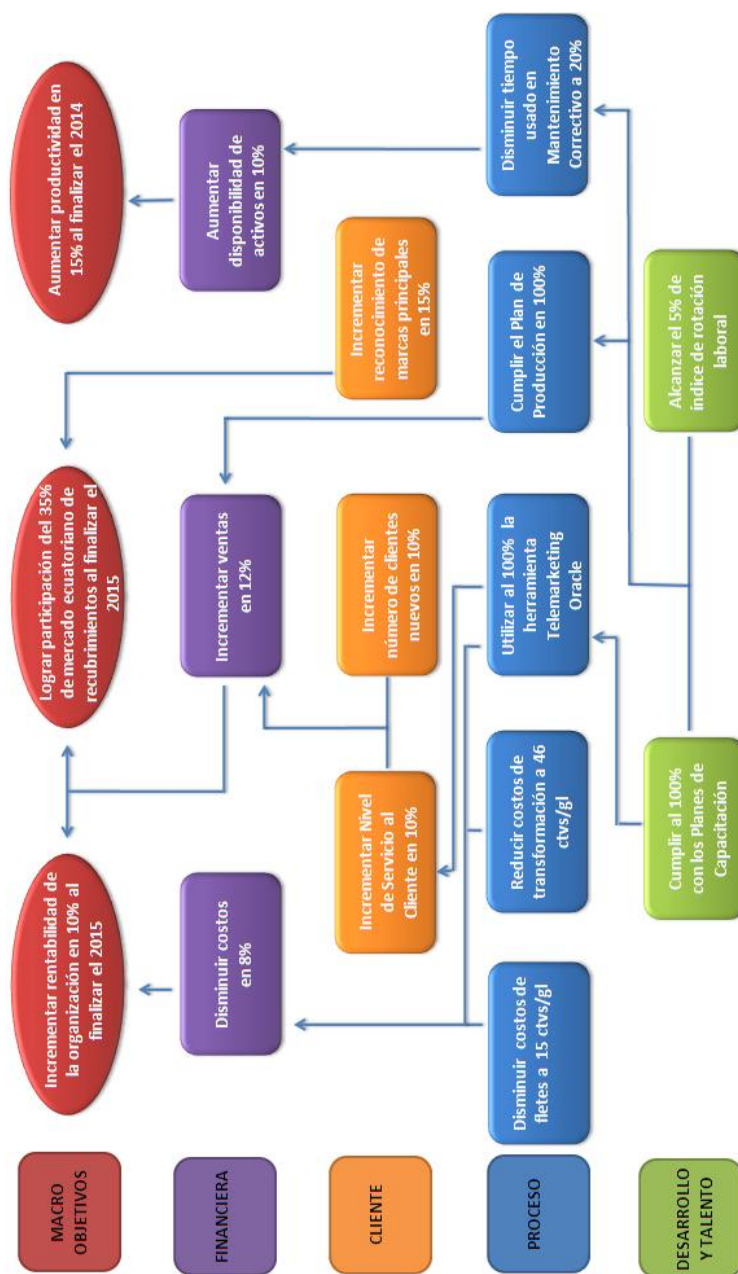 MACRO
OBJETIVOS
Incrementar rentabilidad de
la organización en 10% al
finalizar el 2015
Lograr participación del 35%
de mercado ecuatoriano de
recubrimientos al finalizar el
2015
Aumentar productividad en
15% al finalizar el 2014
FINANCIERA
Disminuir costos
en 8%
Incrementar ventas
en 12%
Aumentar
disponibilidad de
activos en 10%
CLIENTE
Incrementar Nivel
de Servicio al
Cliente en 10%
Incrementar
número de clientes
nuevos en 10%
Incrementar
reconocimiento de
marcas principales
en 15%
PROCESO
Disminuir costos de
fletes a 15 ctvs/gl
Reducir costos de
transformación a 46
ctvs/gl
Utilizar al 100% la
herramienta
Telemarketing
Oracle
Cumplir el Plan de
Producción en 100%
Disminuir tiempo
usado en
Mantenimiento
Correctivo a 20%
DESARROLLO
Y TALENTO
Cumplir al 100%
con los Planes de
Capacitación
Alcanzar el 5% de
índice de rotación
laboral